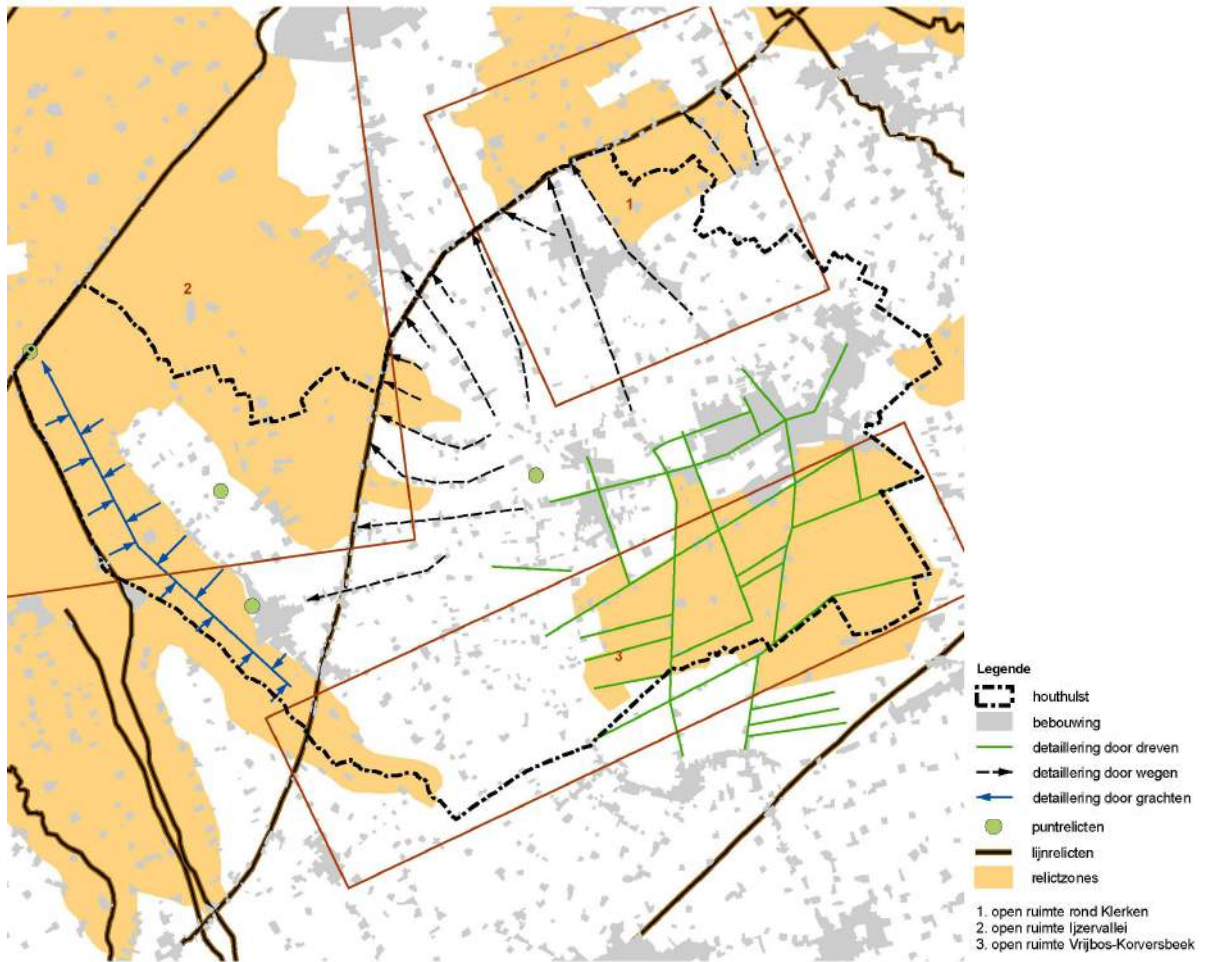 1
2
3
Legende
houthulst
bebouwing
detaillering door dreven
detaillering door wegen
detaillering door grachten
puntrelicten
lijnrelicten
relictzones
1. open ruimte rond Klerken
2. open ruimte Ijzervallei
3. open ruimte Vrijbos-Korversbeek